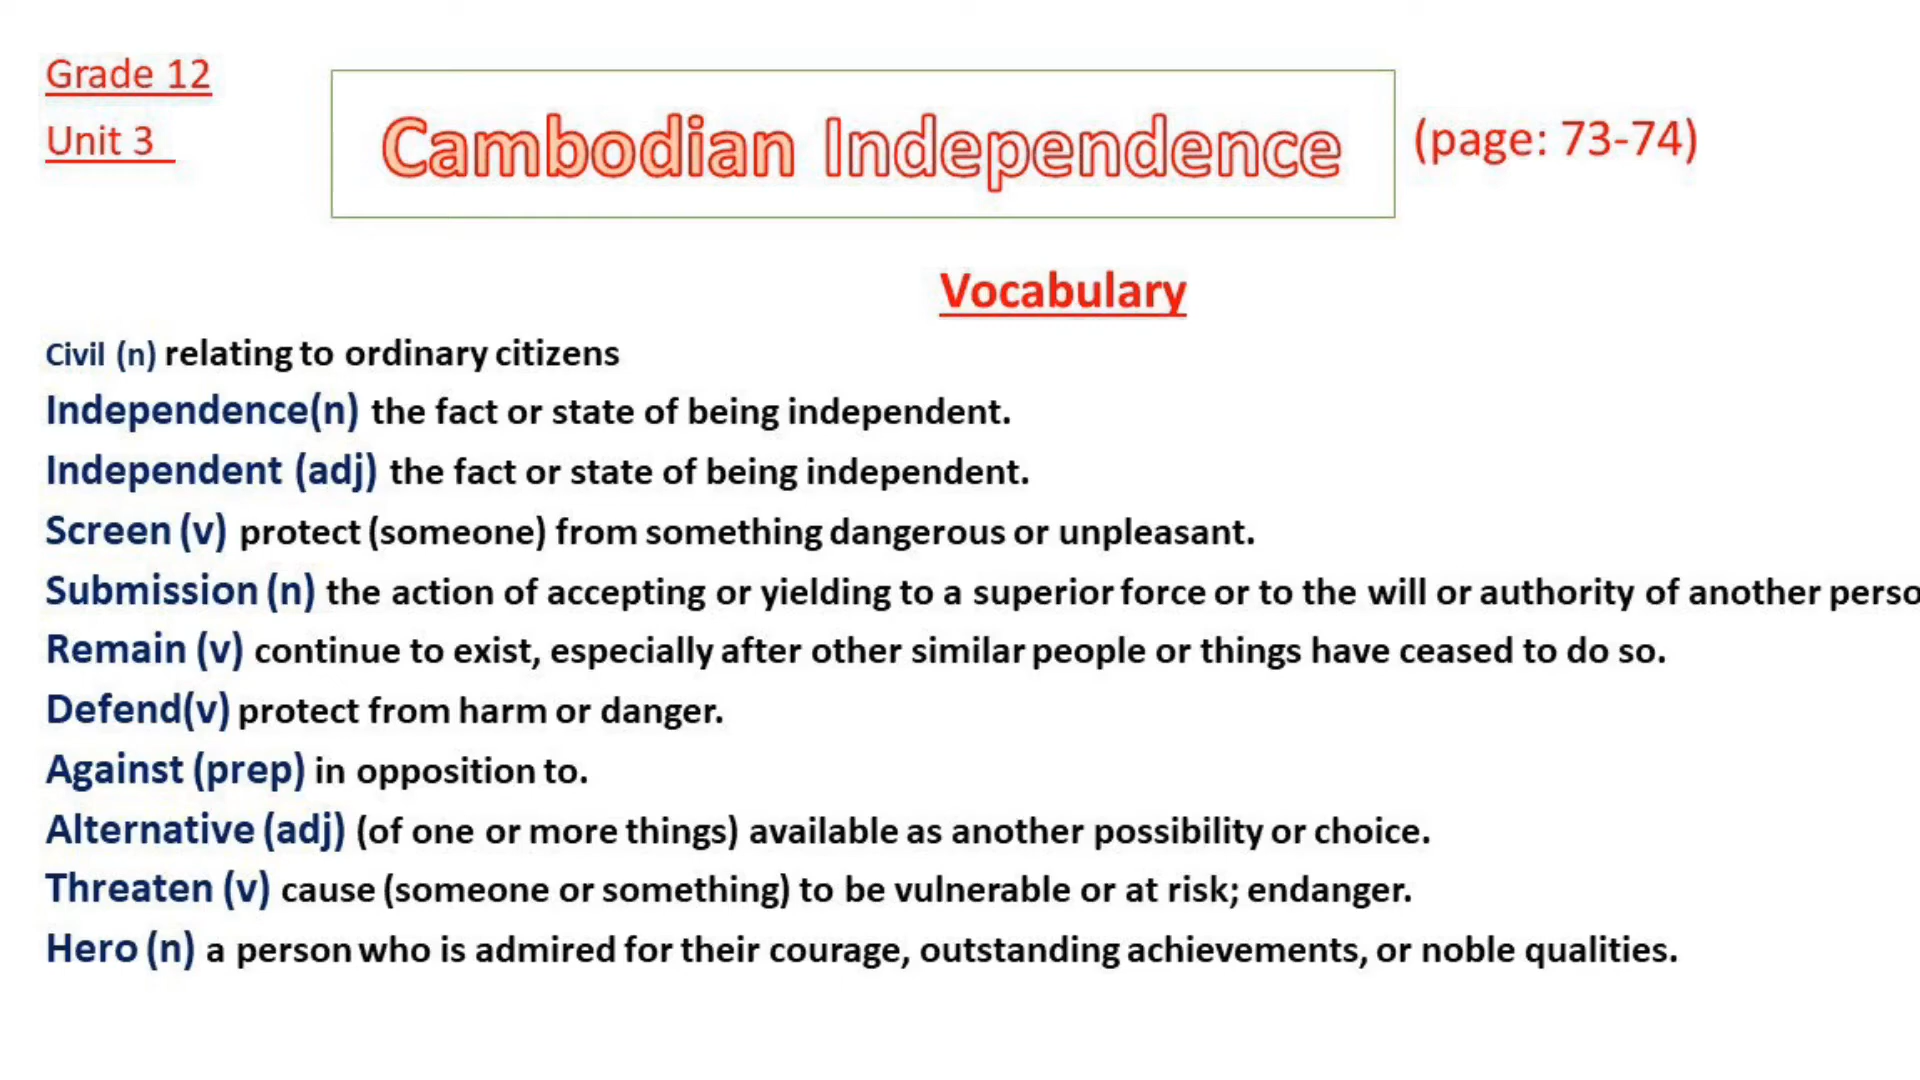 Grade 12
Unit 3
Cambodian Independence
(page: 73-74)
Vocabulary
Civil (n) relating to ordinary citizens
Independence(n) the fact or state of being independent.
Independent (adj) the fact or state of being independent.
Screen (v) protect (someone) from something dangerous or unpleasant.
Submission (n) the action of accepting or yielding to a superior force or to the will or authority of another perso
Remain (v) continue to exist, especially after other similar people or things have ceased to do so.
Defend(v) protect from harm or danger.
Against (prep) in opposition to.
Alternative (adj) (of one or more things) available as another possibility or choice.
Threaten (v) cause (someone or something) to be vulnerable or at risk; endanger.
Hero (n) a person who is admired for their courage, outstanding achievements, or noble qualities.